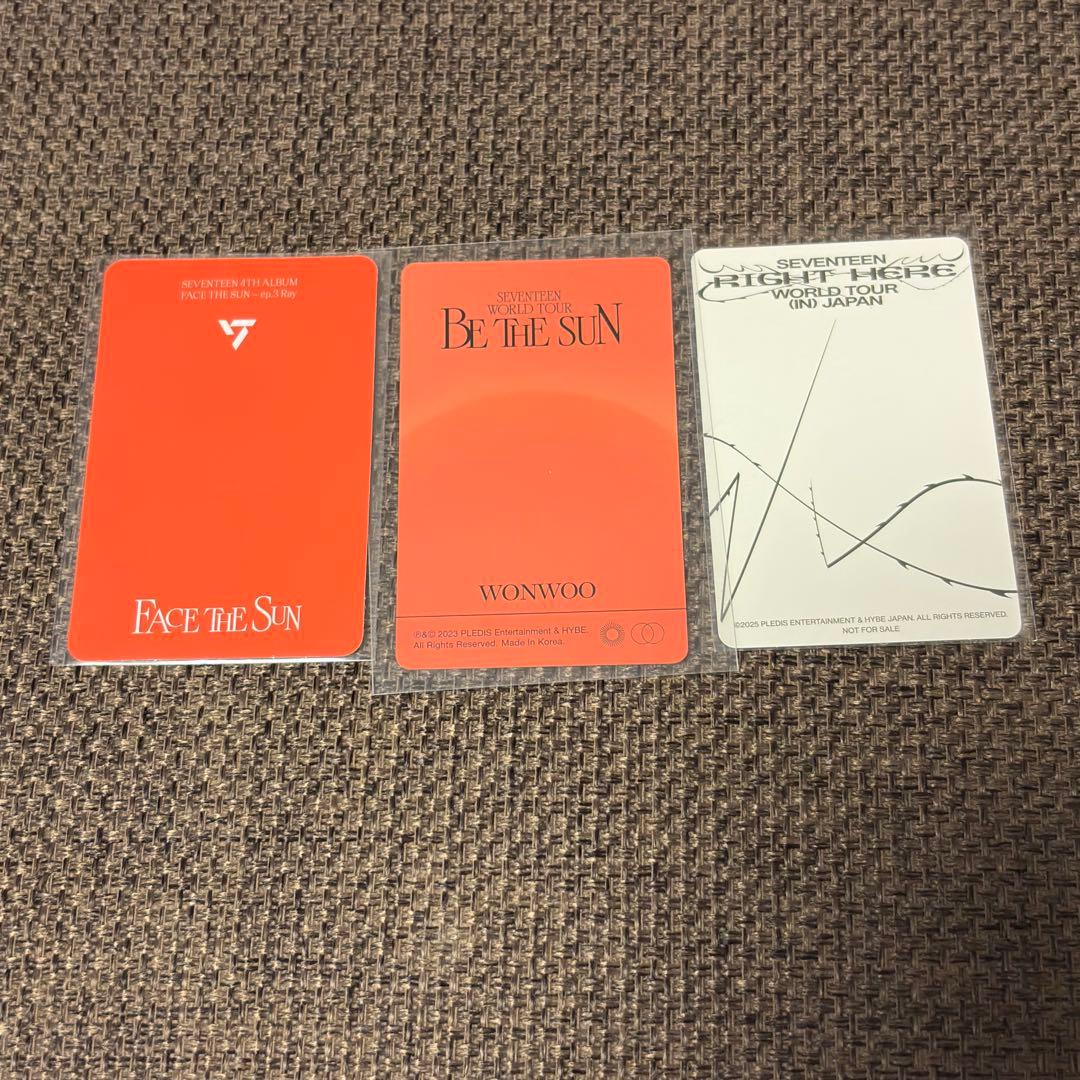 SEVENTEEN 4TH ALBUM
FACE THE SUN – ep.3 Ray
FACE THE SUN
SEVENTEEN
WORLD TOUR
BE THE SUN
WONWOO
℗&© 2023 PLEDIS Entertainment & HYBE.
All Rights Reserved. Made In Korea.
SEVENTEEN
RIGHT HERE
WORLD TOUR
(IN) JAPAN
©2025 PLEDIS ENTERTAINMENT & HYBE JAPAN. ALL RIGHTS RESERVED.
NOT FOR SALE